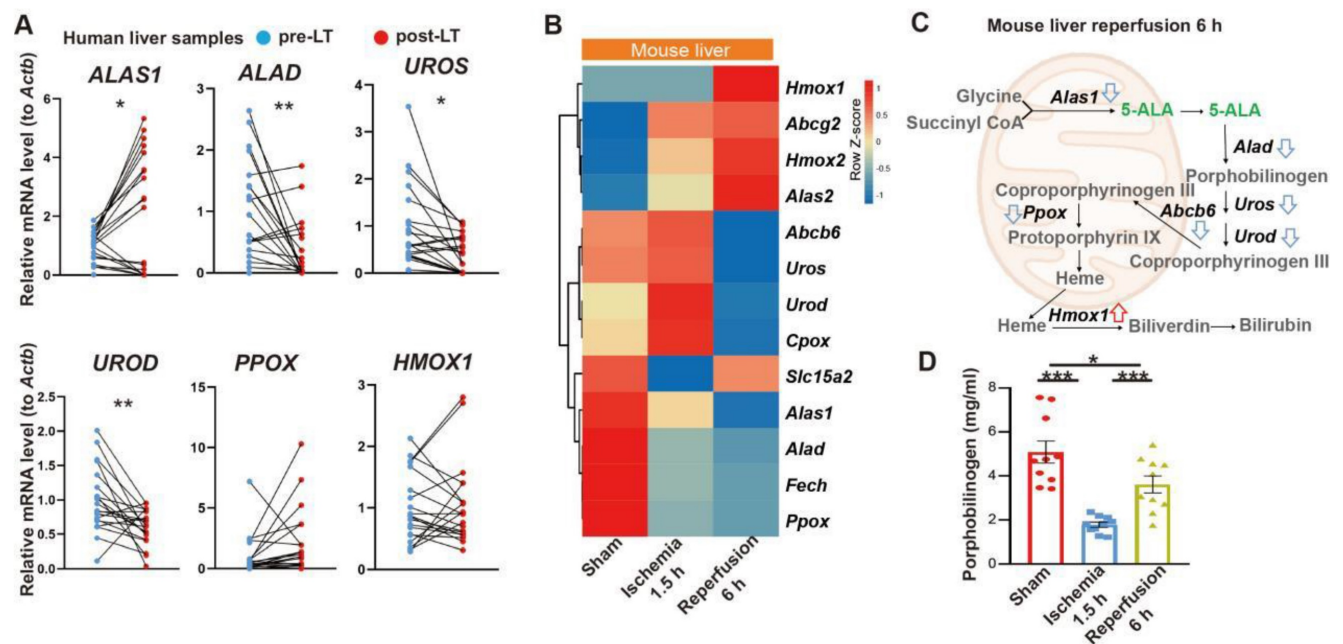 A
Human liver samples pre-LT post-LT
ALAS1
ALAD
UROS
Relative mRNA level (to Actb)
6
4
2
0
*
3
2
1
0
**
4
3
2
1
0
*
UROD
PPOX
HMOX1
Relative mRNA level (to Actb)
2.5
2.0
1.5
1.0
0.5
0.0
**
15
10
5
0
3
2
1
0
B
Mouse liver
Hmox1
Abcg2
Hmox2
Alas2
Abcb6
Uros
Urod
Cpox
Slc15a2
Alas1
Alad
Fech
Ppox
Sham
Ischemia
1.5 h
Reperfusion
6 h
Row Z-score
1
0.5
0
-0.5
-1
C
Mouse liver reperfusion 6 h
Glycine
Succinyl CoA
Alas1
5-ALA
5-ALA
Alad
Porphobilinogen
Uros
Urod
Coproporphyrinogen III
Abcb6
Coproporphyrinogen III
Ppox
Protoporphyrin IX
Heme
Heme
Hmox1
Biliverdin
Bilirubin
D
Porphobilinogen (mg/ml)
8
6
4
2
0
*
***
***
Sham
Ischemia
1.5 h
Reperfusion
6 h